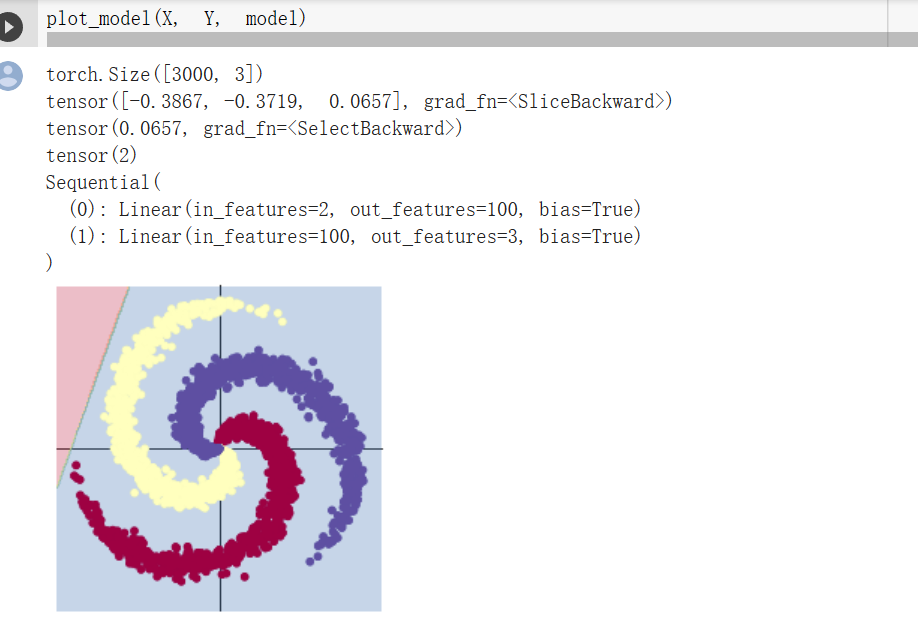 plot_model(X, Y, model)
torch.Size([3000, 3])
tensor([-0.3867, -0.3719, 0.0657], grad_fn=<SliceBackward>)
tensor(0.0657, grad_fn=<SelectBackward>)
tensor(2)
Sequential(
(0): Linear(in_features=2, out_features=100, bias=True)
(1): Linear(in_features=100, out_features=3, bias=True)
)